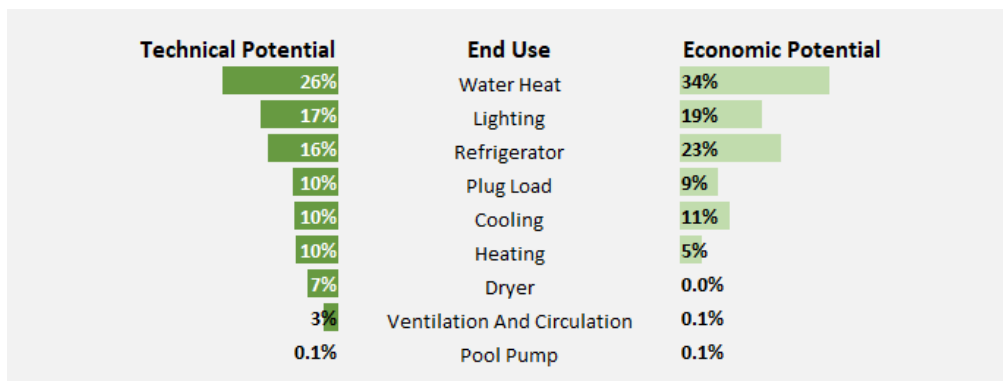 Technical Potential End Use Economic Potential
26% Water Heat 34%
17% Lighting 19%
16% Refrigerator 23%
10% Plug Load 9%
10% Cooling 11%
10% Heating 5%
7% Dryer 0.0%
3% Ventilation And Circulation 0.1%
0.1% Pool Pump 0.1%